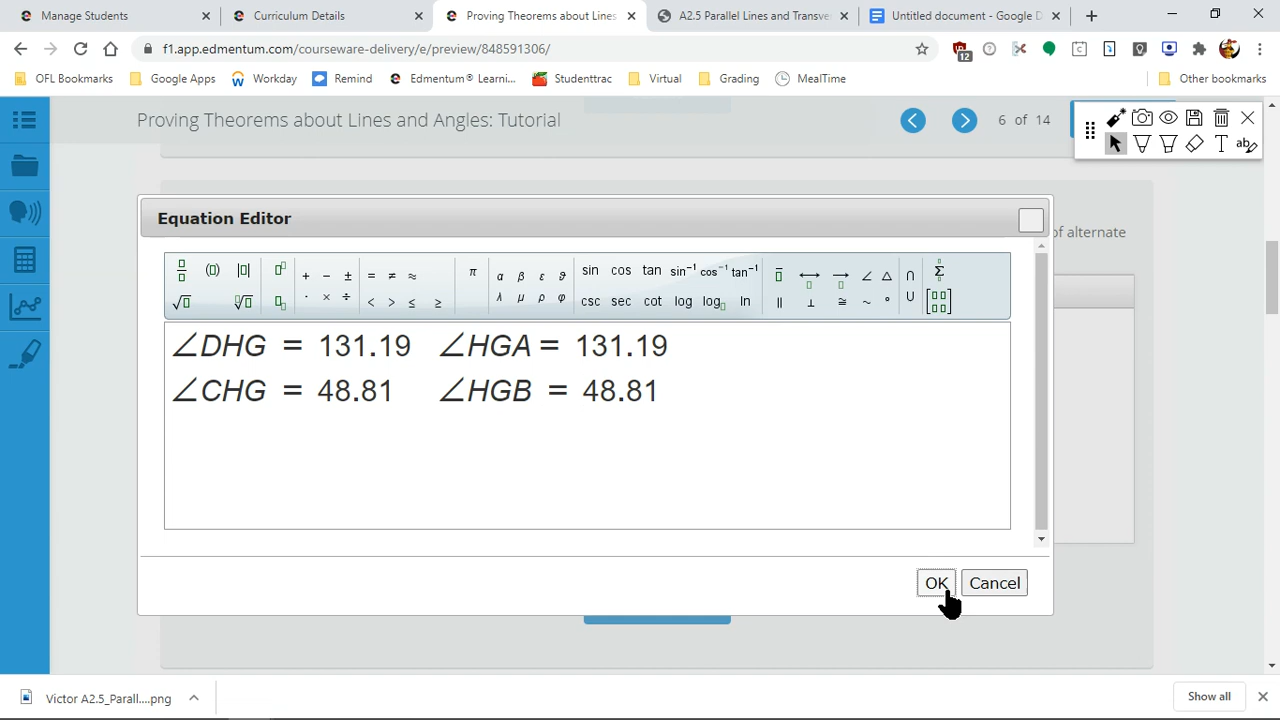 Manage Students
Curriculum Details
Proving Theorems about Lines
A2.5 Parallel Lines and Transver
Untitled document - Google D
f1.app.edmentum.com/courseware-delivery/e/preview/848591306/
12
OFL Bookmarks
Google Apps
Workday
Remind
Edmentum® Learni...
Studenttrac
Virtual
Grading
MealTime
Other bookmarks
Proving Theorems about Lines and Angles: Tutorial
6 of 14
of alternate
Equation Editor
(▯) |▯| + − ± = ≠ ≈ π α β ε ϑ sin cos tan sin⁻¹ cos⁻¹ tan⁻¹ ∠ △ ∩ Σ
√▯ · × ÷ < > ≤ ≥ λ μ ρ φ csc sec cot log log▯ ln ∥ ⊥ ≅ ~ ° ∪
∠DHG = 131.19 ∠HGA = 131.19
∠CHG = 48.81 ∠HGB = 48.81
OK
Cancel
Victor A2.5_Parall....png
Show all